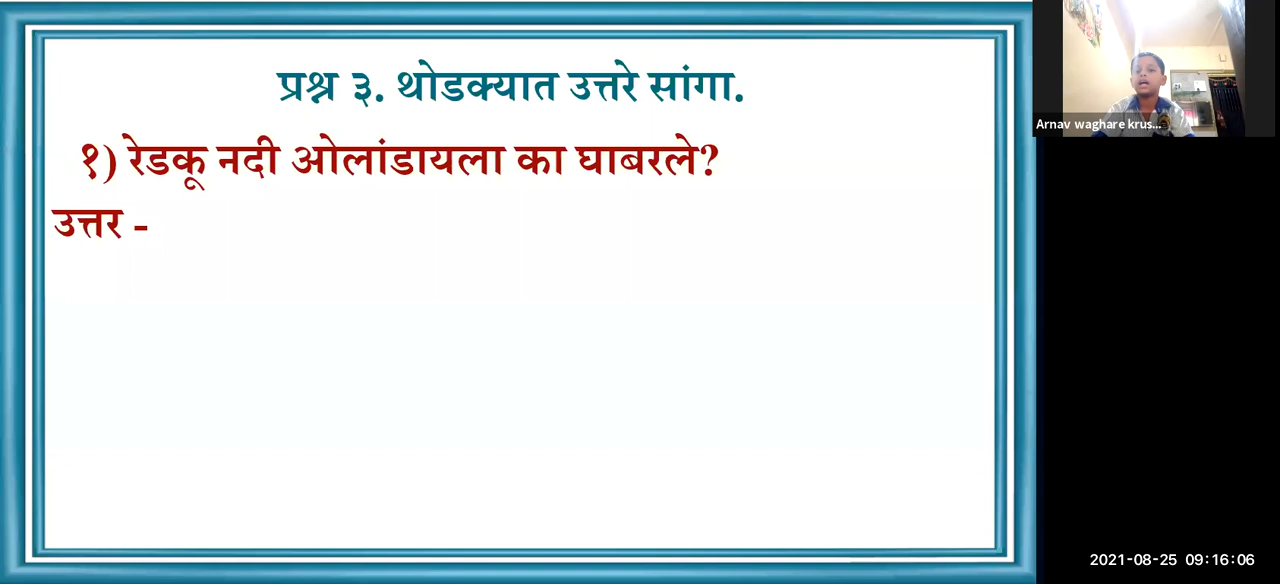 प्रश्न ३. थोडक्यात उत्तरे सांगा.
१) रेडकू नदी ओलांडायला का घाबरले?
उत्तर -
Arnav waghare krus...
2021-08-25 09:16:06